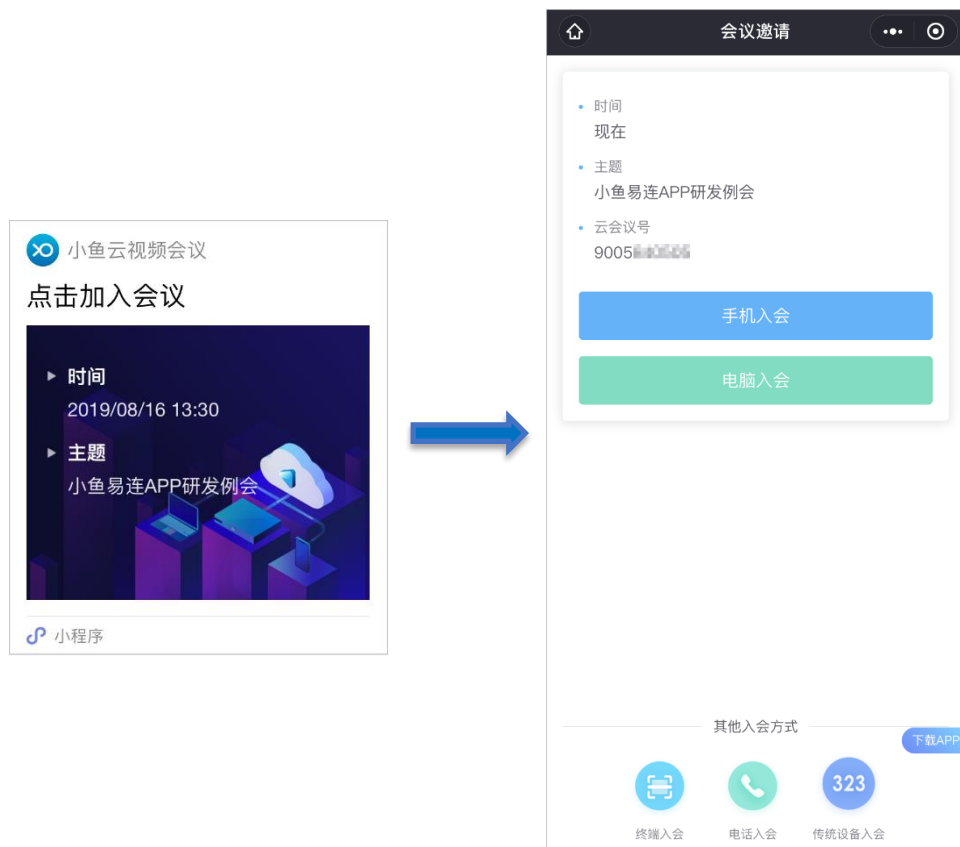 小鱼云视频会议
点击加入会议
时间
2019/08/16 13:30
主题
小鱼易连APP研发例会
小程序
会议邀请
时间
现在
主题
小鱼易连APP研发例会
云会议号
9005
手机入会
电脑入会
其他入会方式
下载APP
323
终端入会
电话入会
传统设备入会